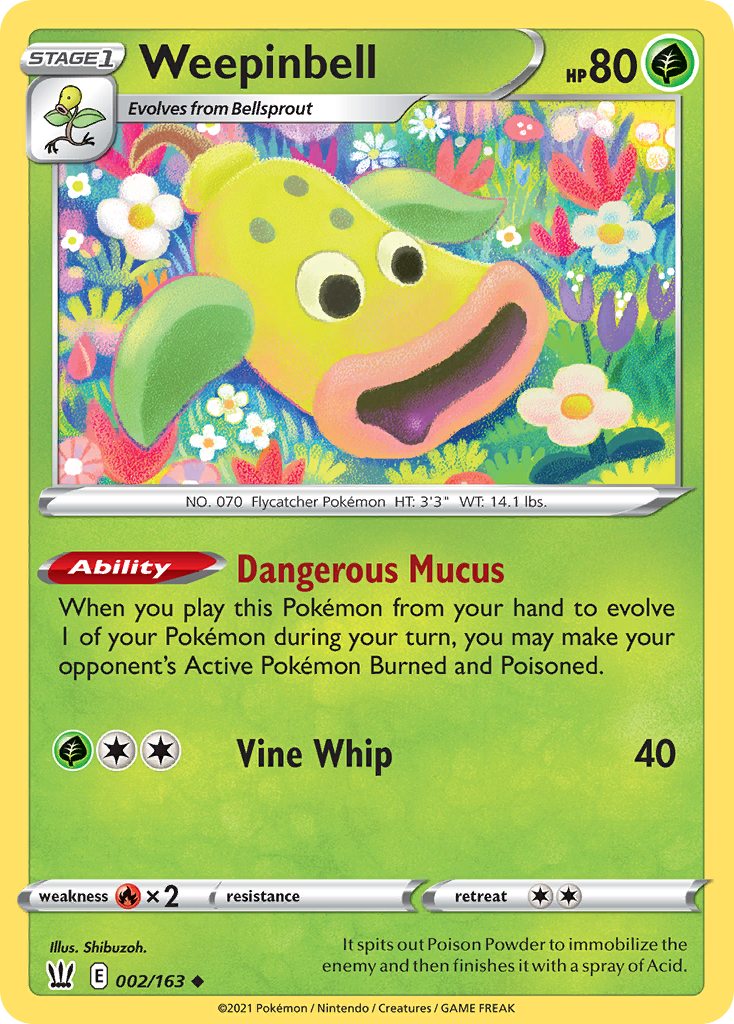 STAGE 1
Weepinbell
HP 80
Evolves from Bellsprout
NO. 070 Flycatcher Pokémon HT: 3'3" WT: 14.1 lbs.
Ability
Dangerous Mucus
When you play this Pokémon from your hand to evolve
1 of your Pokémon during your turn, you may make your
opponent's Active Pokémon Burned and Poisoned.
Vine Whip 40
weakness ×2 resistance retreat
Illus. Shibuzoh.
It spits out Poison Powder to immobilize the
enemy and then finishes it with a spray of Acid.
E 002/163
©2021 Pokémon / Nintendo / Creatures / GAME FREAK